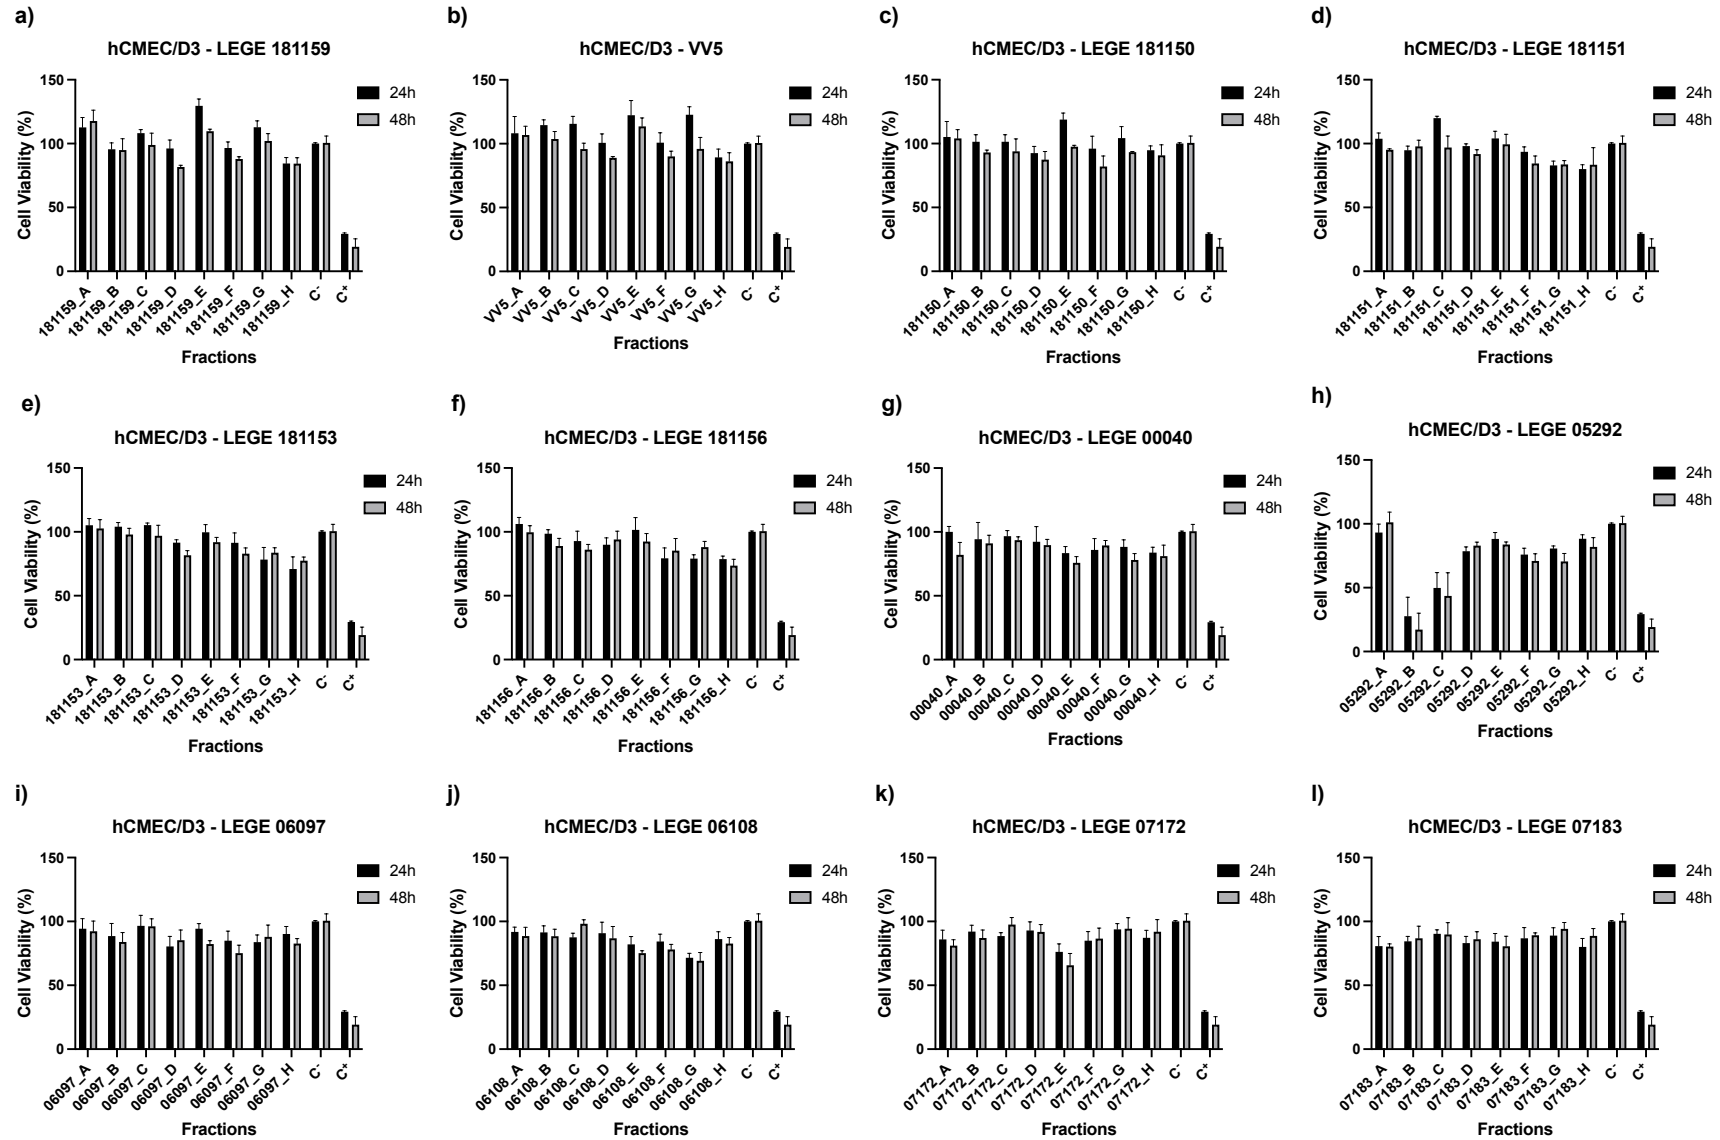 a)
hCMEC/D3 - LEGE 181159
Cell Viability (%)
150
100
50
0
24h
48h
181159_A
181159_B
181159_C
181159_D
181159_E
181159_F
181159_G
181159_H
C-
C+
Fractions
b)
hCMEC/D3 - VV5
Cell Viability (%)
150
100
50
0
24h
48h
VV5_A
VV5_B
VV5_C
VV5_D
VV5_E
VV5_F
VV5_G
VV5_H
C-
C+
Fractions
c)
hCMEC/D3 - LEGE 181150
Cell Viability (%)
150
100
50
0
24h
48h
181150_A
181150_B
181150_C
181150_D
181150_E
181150_F
181150_G
181150_H
C-
C+
Fractions
d)
hCMEC/D3 - LEGE 181151
Cell Viability (%)
150
100
50
0
24h
48h
181151_A
181151_B
181151_C
181151_D
181151_E
181151_F
181151_G
181151_H
C-
C+
Fractions
e)
hCMEC/D3 - LEGE 181153
Cell Viability (%)
150
100
50
0
24h
48h
181153_A
181153_B
181153_C
181153_D
181153_E
181153_F
181153_G
181153_H
C-
C+
Fractions
f)
hCMEC/D3 - LEGE 181156
Cell Viability (%)
150
100
50
0
24h
48h
181156_A
181156_B
181156_C
181156_D
181156_E
181156_F
181156_G
181156_H
C-
C+
Fractions
g)
hCMEC/D3 - LEGE 00040
Cell Viability (%)
150
100
50
0
24h
48h
00040_A
00040_B
00040_C
00040_D
00040_E
00040_F
00040_G
00040_H
C-
C+
Fractions
h)
hCMEC/D3 - LEGE 05292
Cell Viability (%)
150
100
50
0
24h
48h
05292_A
05292_B
05292_C
05292_D
05292_E
05292_F
05292_G
05292_H
C-
C+
Fractions
i)
hCMEC/D3 - LEGE 06097
Cell Viability (%)
150
100
50
0
24h
48h
06097_A
06097_B
06097_C
06097_D
06097_E
06097_F
06097_G
06097_H
C-
C+
Fractions
j)
hCMEC/D3 - LEGE 06108
Cell Viability (%)
150
100
50
0
24h
48h
06108_A
06108_B
06108_C
06108_D
06108_E
06108_F
06108_G
06108_H
C-
C+
Fractions
k)
hCMEC/D3 - LEGE 07172
Cell Viability (%)
150
100
50
0
24h
48h
07172_A
07172_B
07172_C
07172_D
07172_E
07172_F
07172_G
07172_H
C-
C+
Fractions
l)
hCMEC/D3 - LEGE 07183
Cell Viability (%)
150
100
50
0
24h
48h
07183_A
07183_B
07183_C
07183_D
07183_E
07183_F
07183_G
07183_H
C-
C+
Fractions